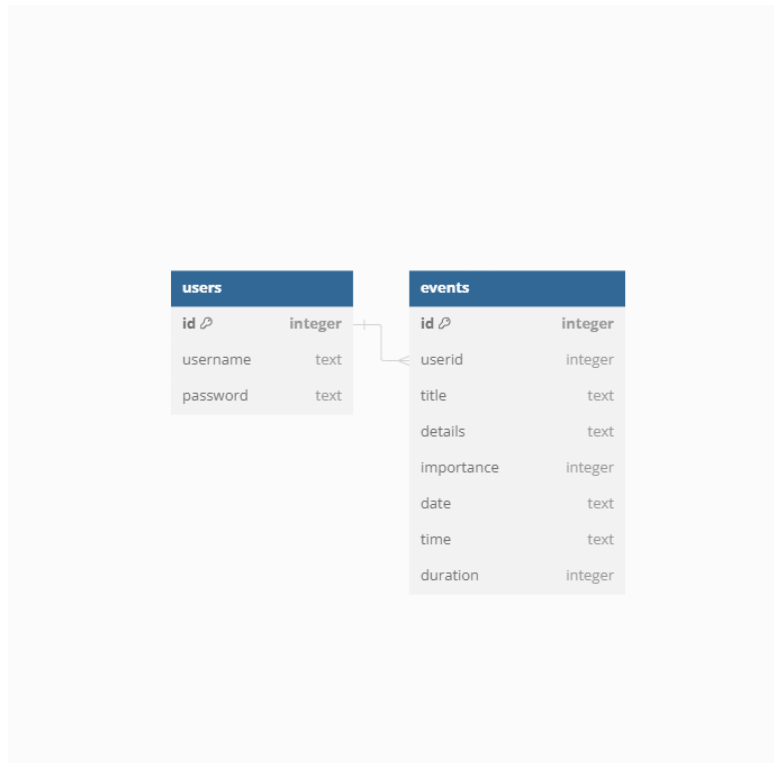 users
id integer
username text
password text
events
id integer
userid integer
title text
details text
importance integer
date text
time text
duration integer